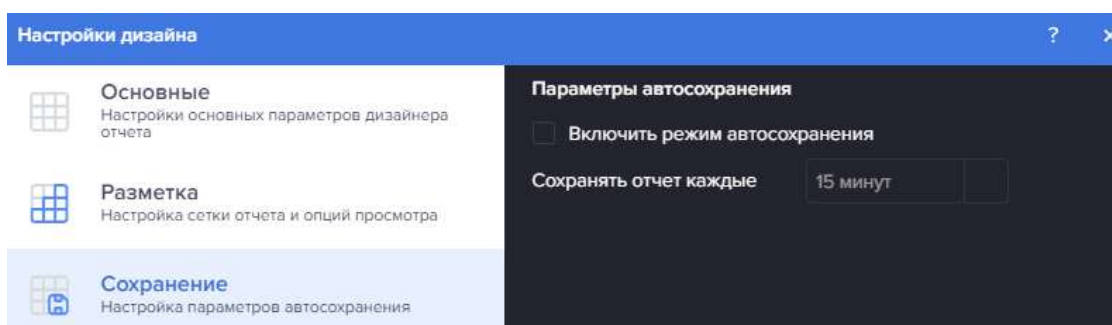 Настройки дизайна
?
×
Основные
Настройки основных параметров дизайнера
отчета
Разметка
Настройка сетки отчета и опций просмотра
Сохранение
Настройка параметров автосохранения
Параметры автосохранения
Включить режим автосохранения
Сохранять отчет каждые 15 минут